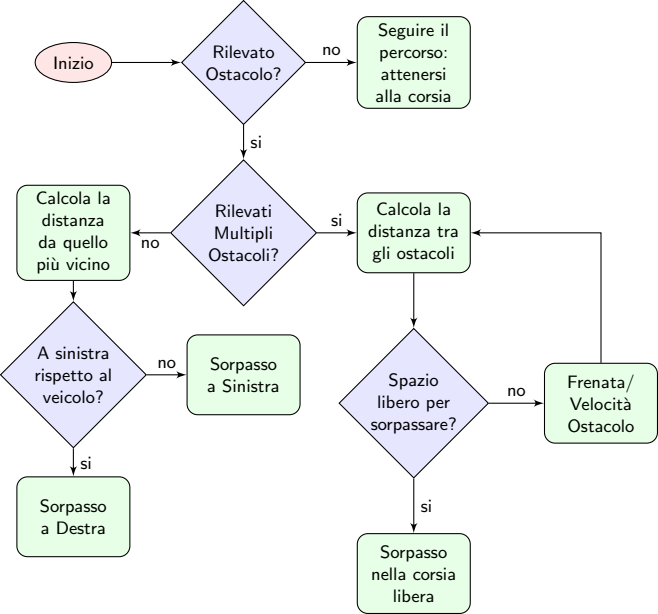 Inizio
Rilevato
Ostacolo?
no
Seguire il
percorso:
attenersi
alla corsia
si
Calcola la
distanza
da quello
più vicino
no
Rilevati
Multipli
Ostacoli?
si
Calcola la
distanza tra
gli ostacoli
A sinistra
rispetto al
veicolo?
no
Sorpasso
a Sinistra
si
Sorpasso
a Destra
Spazio
libero per
sorpassare?
no
Frenata/
Velocità
Ostacolo
si
Sorpasso
nella corsia
libera